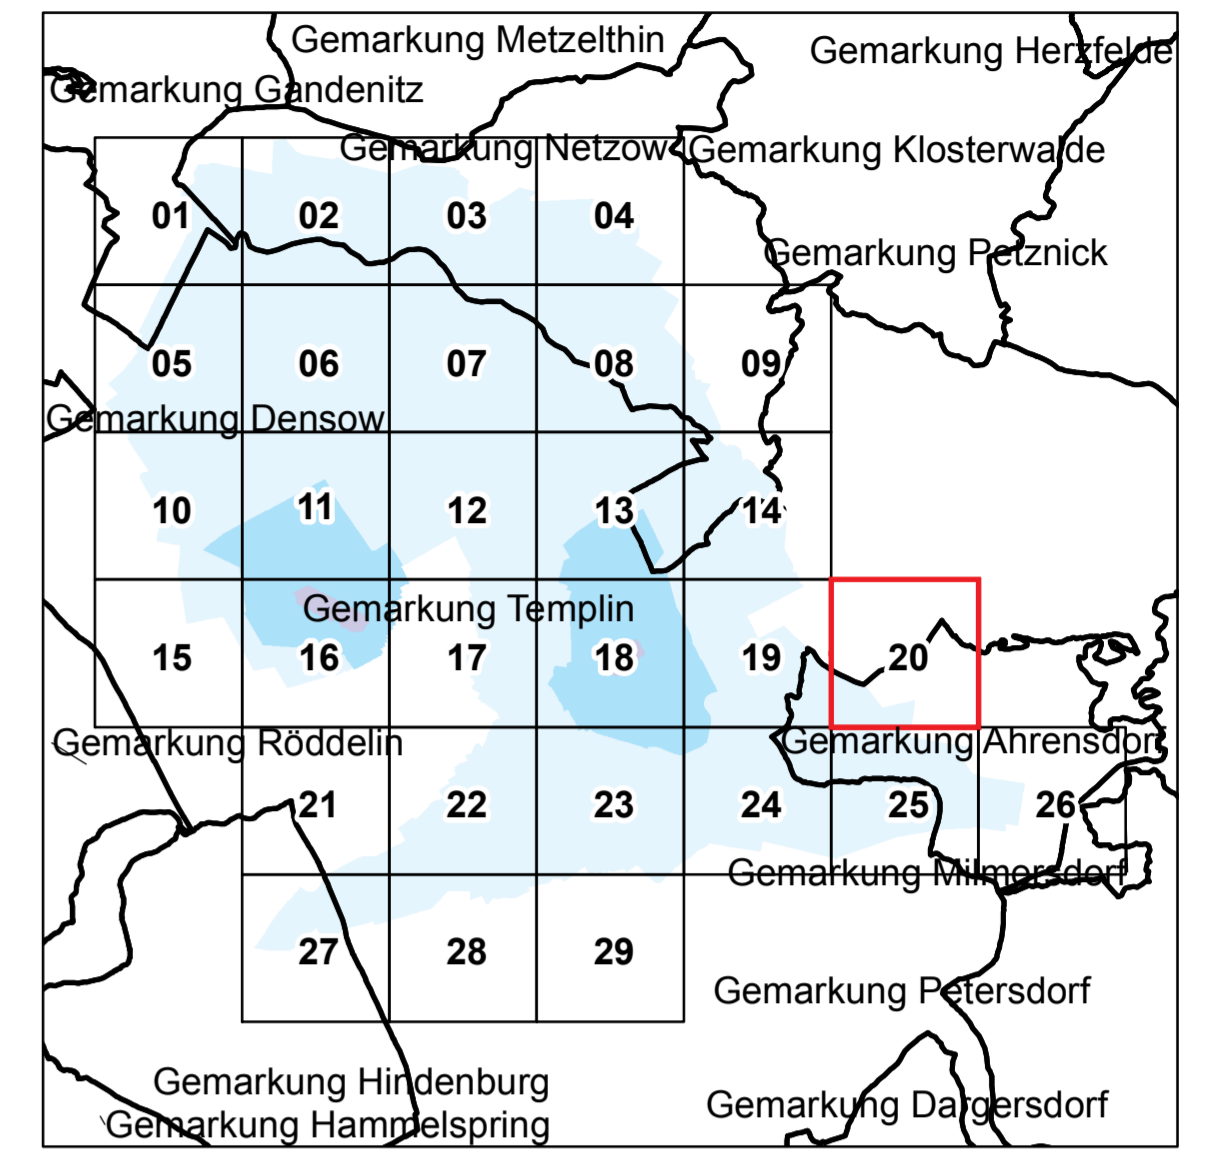 Gemarkung Metzelthin
Gemarkung Herzfelde
Gemarkung Gandenitz
Gemarkung Netzow
Gemarkung Klosterwalde
01 02 03 04
Gemarkung Petznick
05 06 07 08 09
Gemarkung Densow
10 11 12 13 14
Gemarkung Templin
15 16 17 18 19 20
Gemarkung Röddelin
Gemarkung Ahrensdorf
21 22 23 24 25 26
Gemarkung Milmersdorf
27 28 29
Gemarkung Petersdorf
Gemarkung Hindenburg
Gemarkung Dargersdorf
Gemarkung Hammelspring